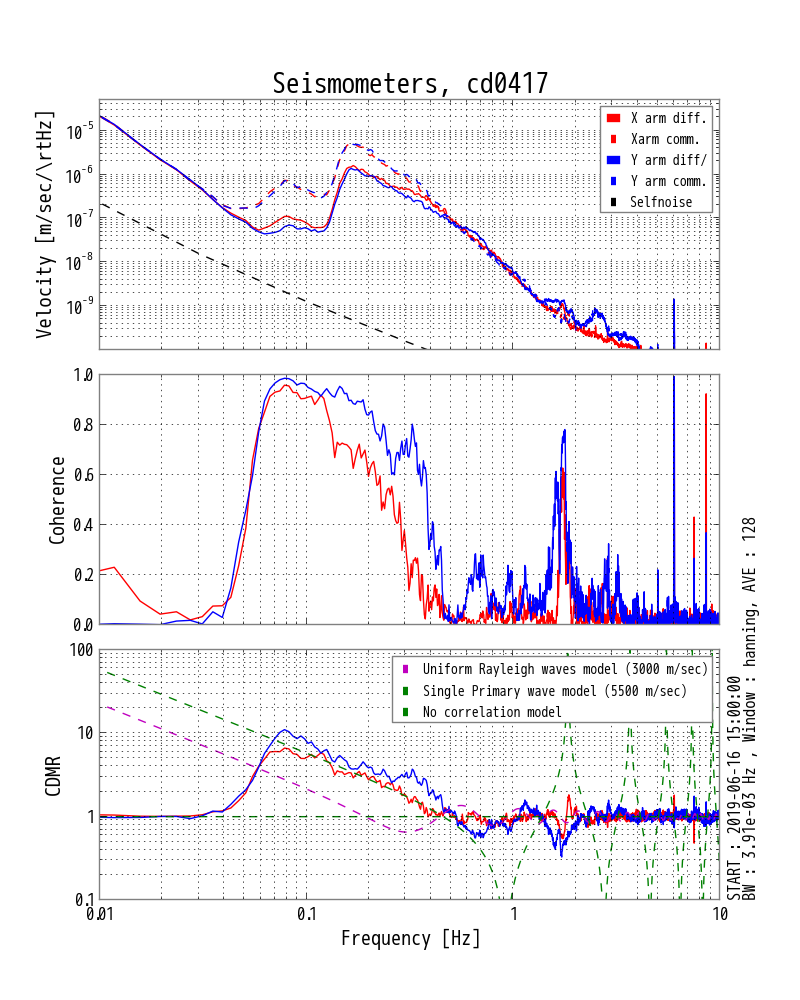 Seismometers, cd0417
Velocity [m/sec/\rtHz]
10^-5
10^-6
10^-7
10^-8
10^-9
X arm diff.
Xarm comm.
Y arm diff/
Y arm comm.
Selfnoise
Coherence
1.0
0.8
0.6
0.4
0.2
0.0
CDMR
100
10
1
0.1
Uniform Rayleigh waves model (3000 m/sec)
Single Primary wave model (5500 m/sec)
No correlation model
0.01
0.1
1
10
Frequency [Hz]
START : 2019-06-16 15:00:00
BW : 3.91e-03 Hz , Window : hanning, AVE : 128